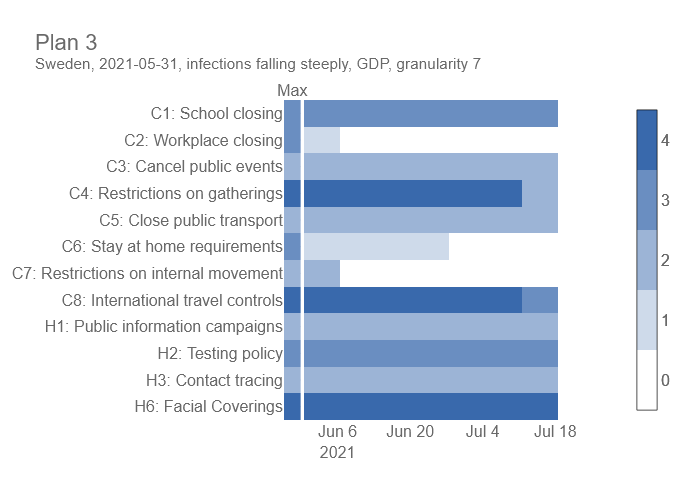 Plan 3
Sweden, 2021-05-31, infections falling steeply, GDP, granularity 7
Max
C1: School closing
C2: Workplace closing
C3: Cancel public events
C4: Restrictions on gatherings
C5: Close public transport
C6: Stay at home requirements
C7: Restrictions on internal movement
C8: International travel controls
H1: Public information campaigns
H2: Testing policy
H3: Contact tracing
H6: Facial Coverings
Jun 6 Jun 20 Jul 4 Jul 18
2021
4
3
2
1
0